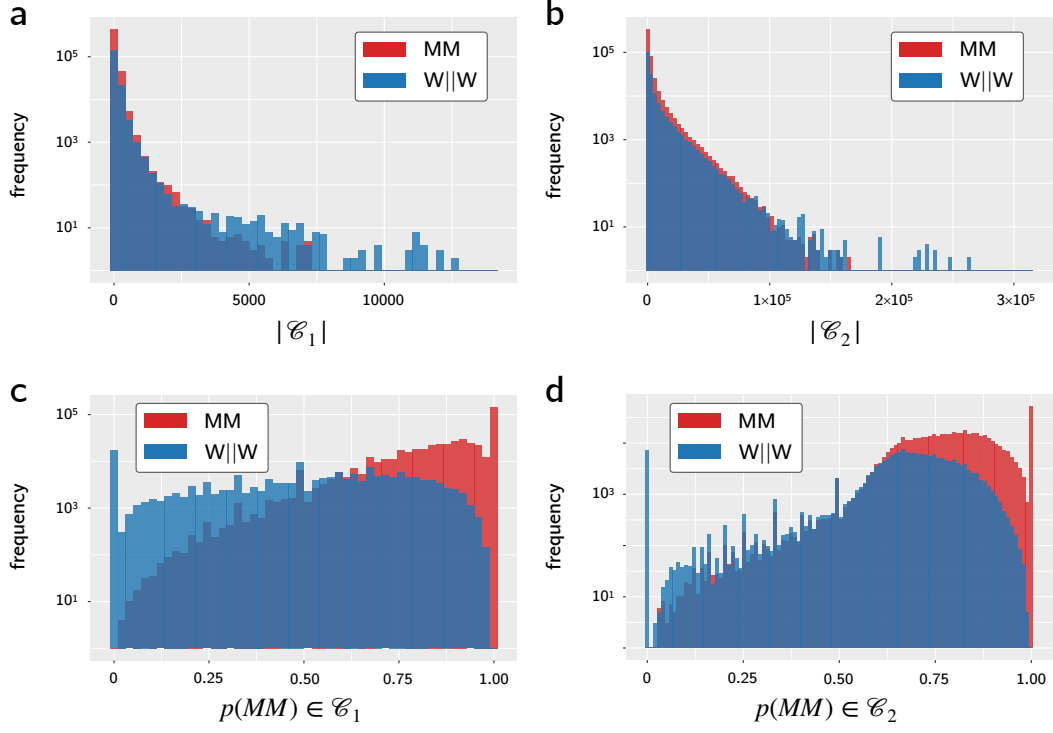 a
MM
W||W
10⁵
10³
10¹
frequency
0
5000
10000
|𝒞₁|
b
MM
W||W
10⁵
10³
10¹
frequency
0
1×10⁵
2×10⁵
3×10⁵
|𝒞₂|
c
MM
W||W
10⁵
10³
10¹
frequency
0
0.25
0.50
0.75
1.00
p(MM) ∈ 𝒞₁
d
MM
W||W
10³
10¹
frequency
0
0.25
0.50
0.75
1.00
p(MM) ∈ 𝒞₂